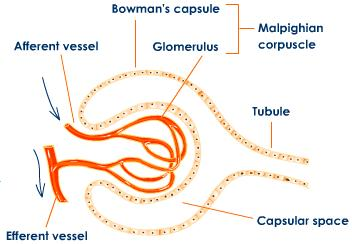 Bowman's capsule
Malpighian
corpuscle
Afferent vessel
Glomerulus
Tubule
Capsular space
Efferent vessel